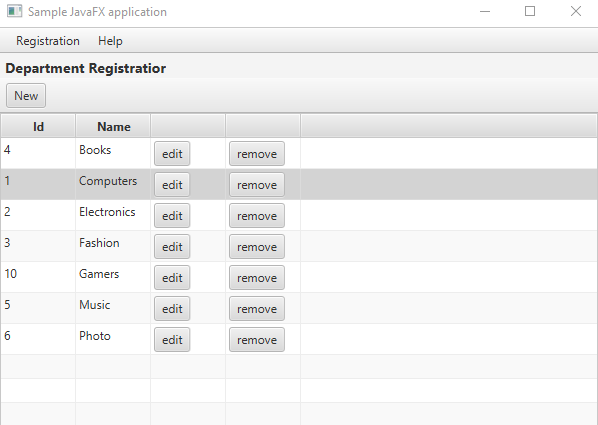 Sample JavaFX application
Registration Help
Department Registratior
New
Id Name
4 Books edit remove
1 Computers edit remove
2 Electronics edit remove
3 Fashion edit remove
10 Gamers edit remove
5 Music edit remove
6 Photo edit remove